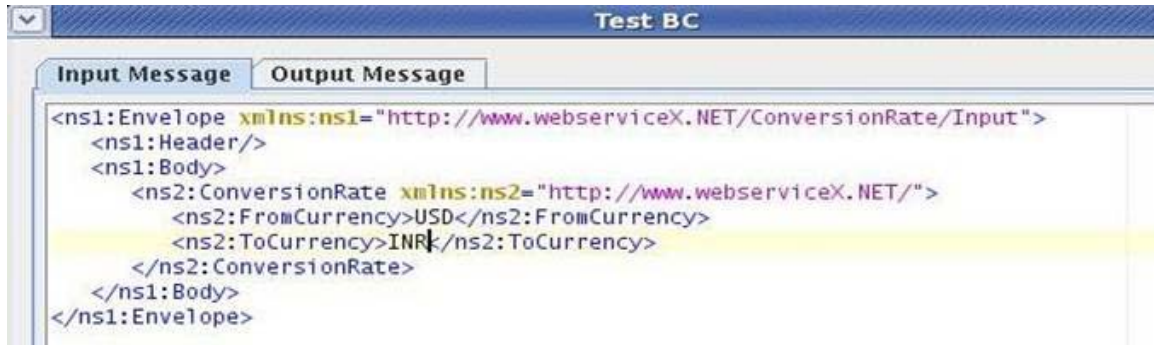 Test BC
Input Message Output Message
<ns1:Envelope xmlns:ns1="http://www.webserviceX.NET/ConversionRate/Input">
<ns1:Header/>
<ns1:Body>
<ns2:ConversionRate xmlns:ns2="http://www.webserviceX.NET/">
<ns2:FromCurrency>USD</ns2:FromCurrency>
<ns2:ToCurrency>INR</ns2:ToCurrency>
</ns2:ConversionRate>
</ns1:Body>
</ns1:Envelope>